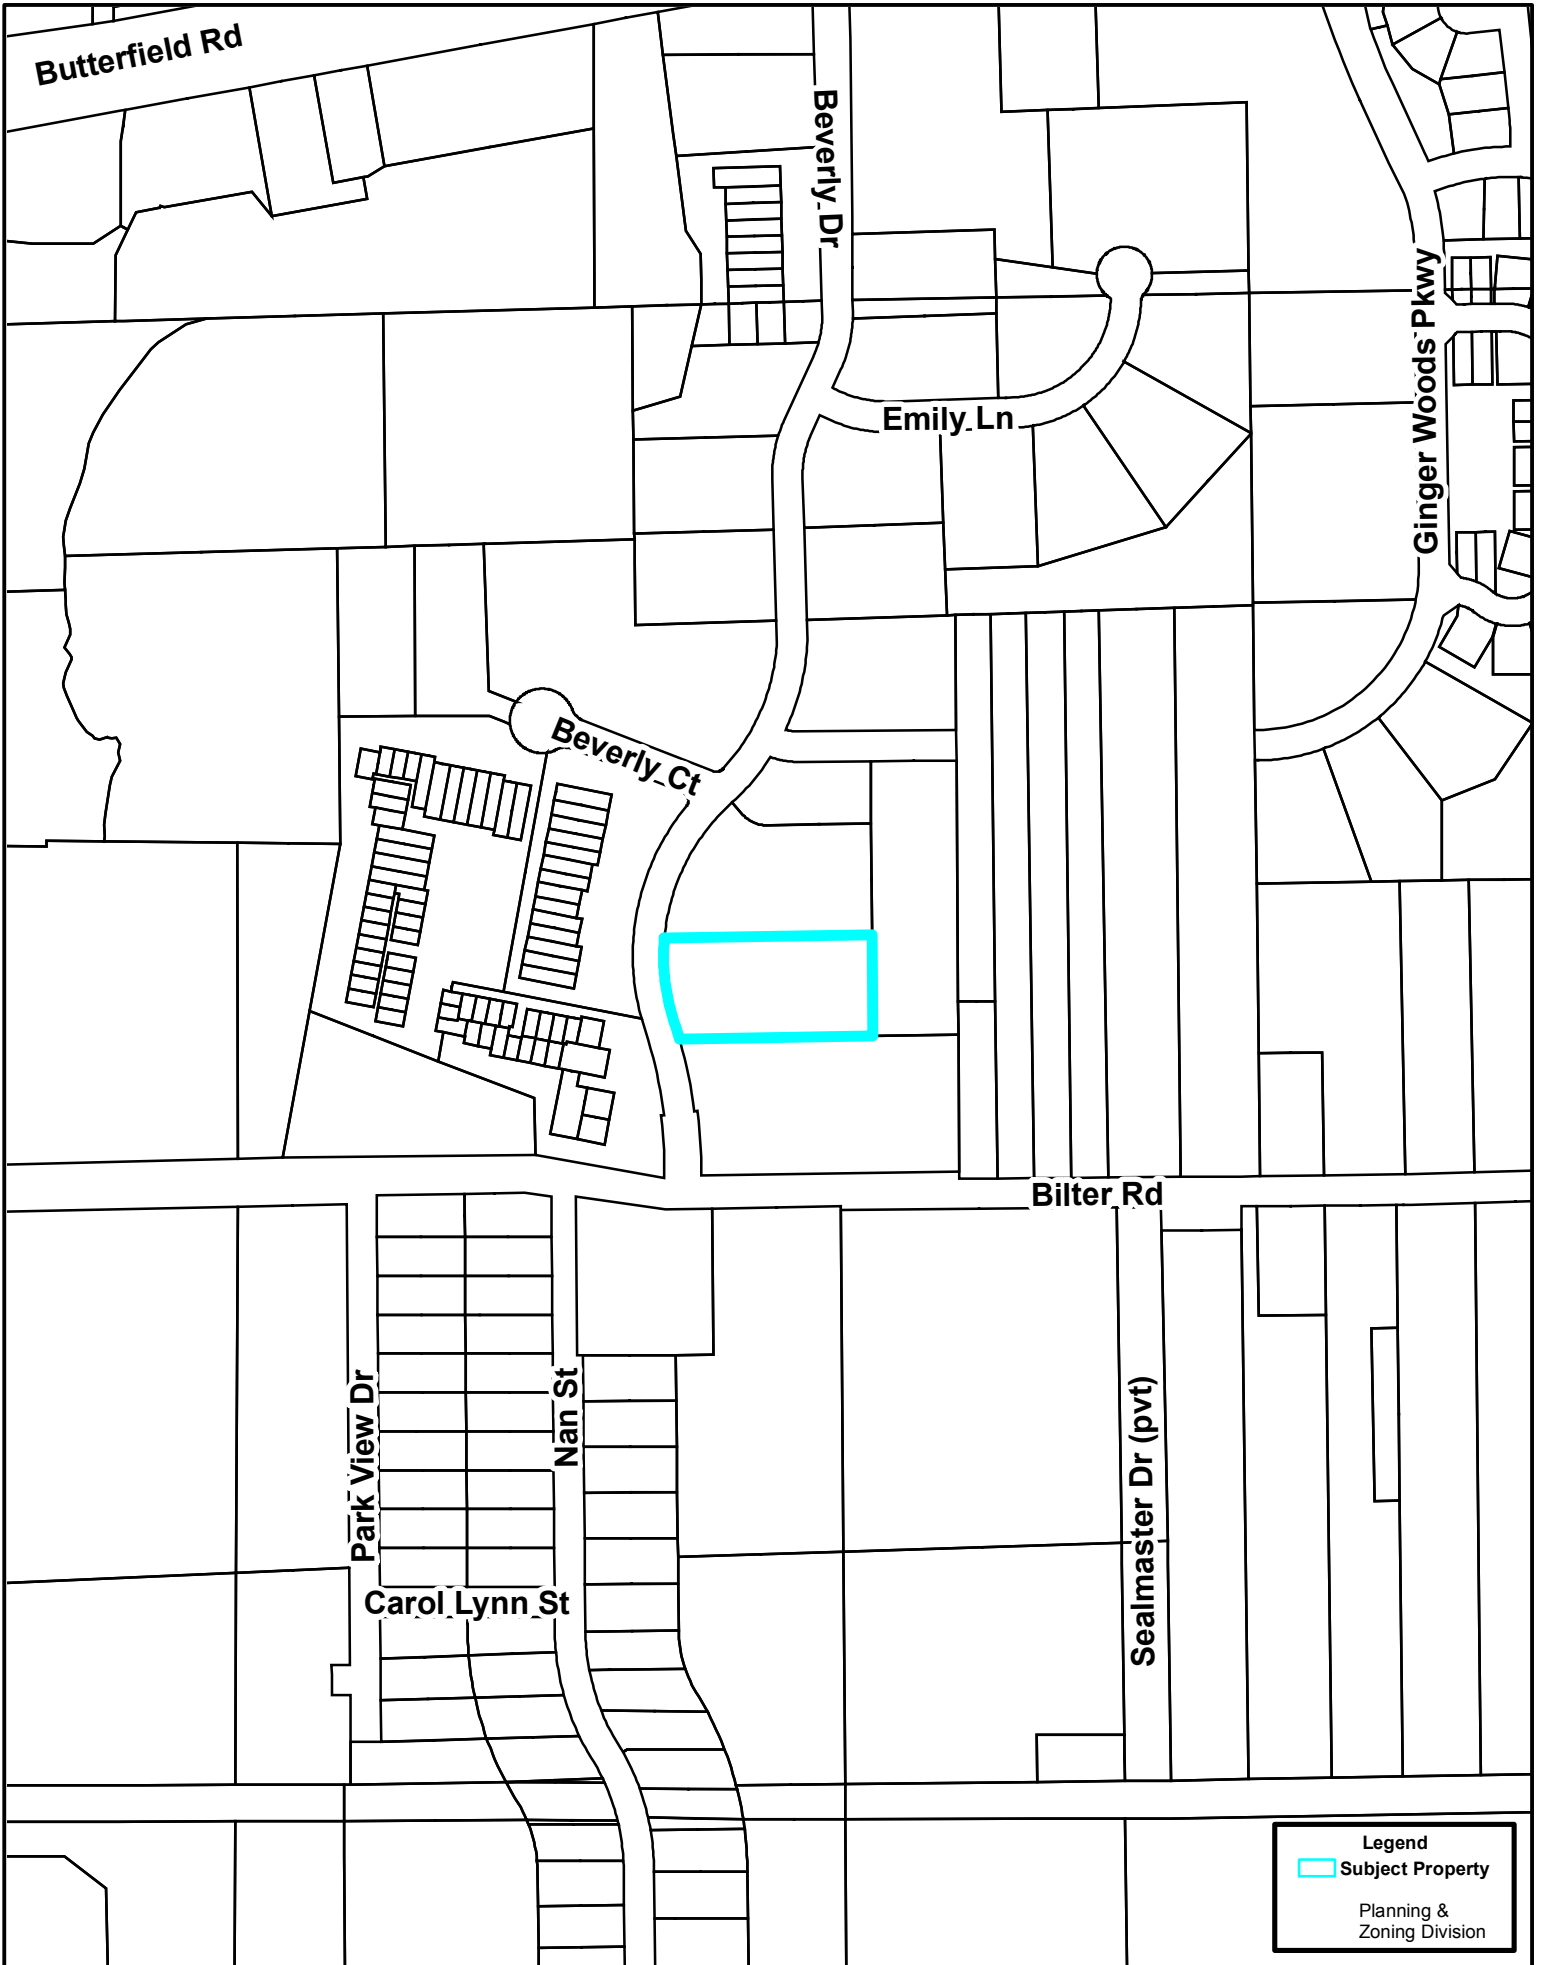 Butterfield Rd
Beverly Dr
Ginger Woods Pkwy
Emily Ln
Beverly Ct
Bilter Rd
Park View Dr
Nan St
Sealmaster Dr (pvt)
Carol Lynn St
Legend
Subject Property
Planning &
Zoning Division